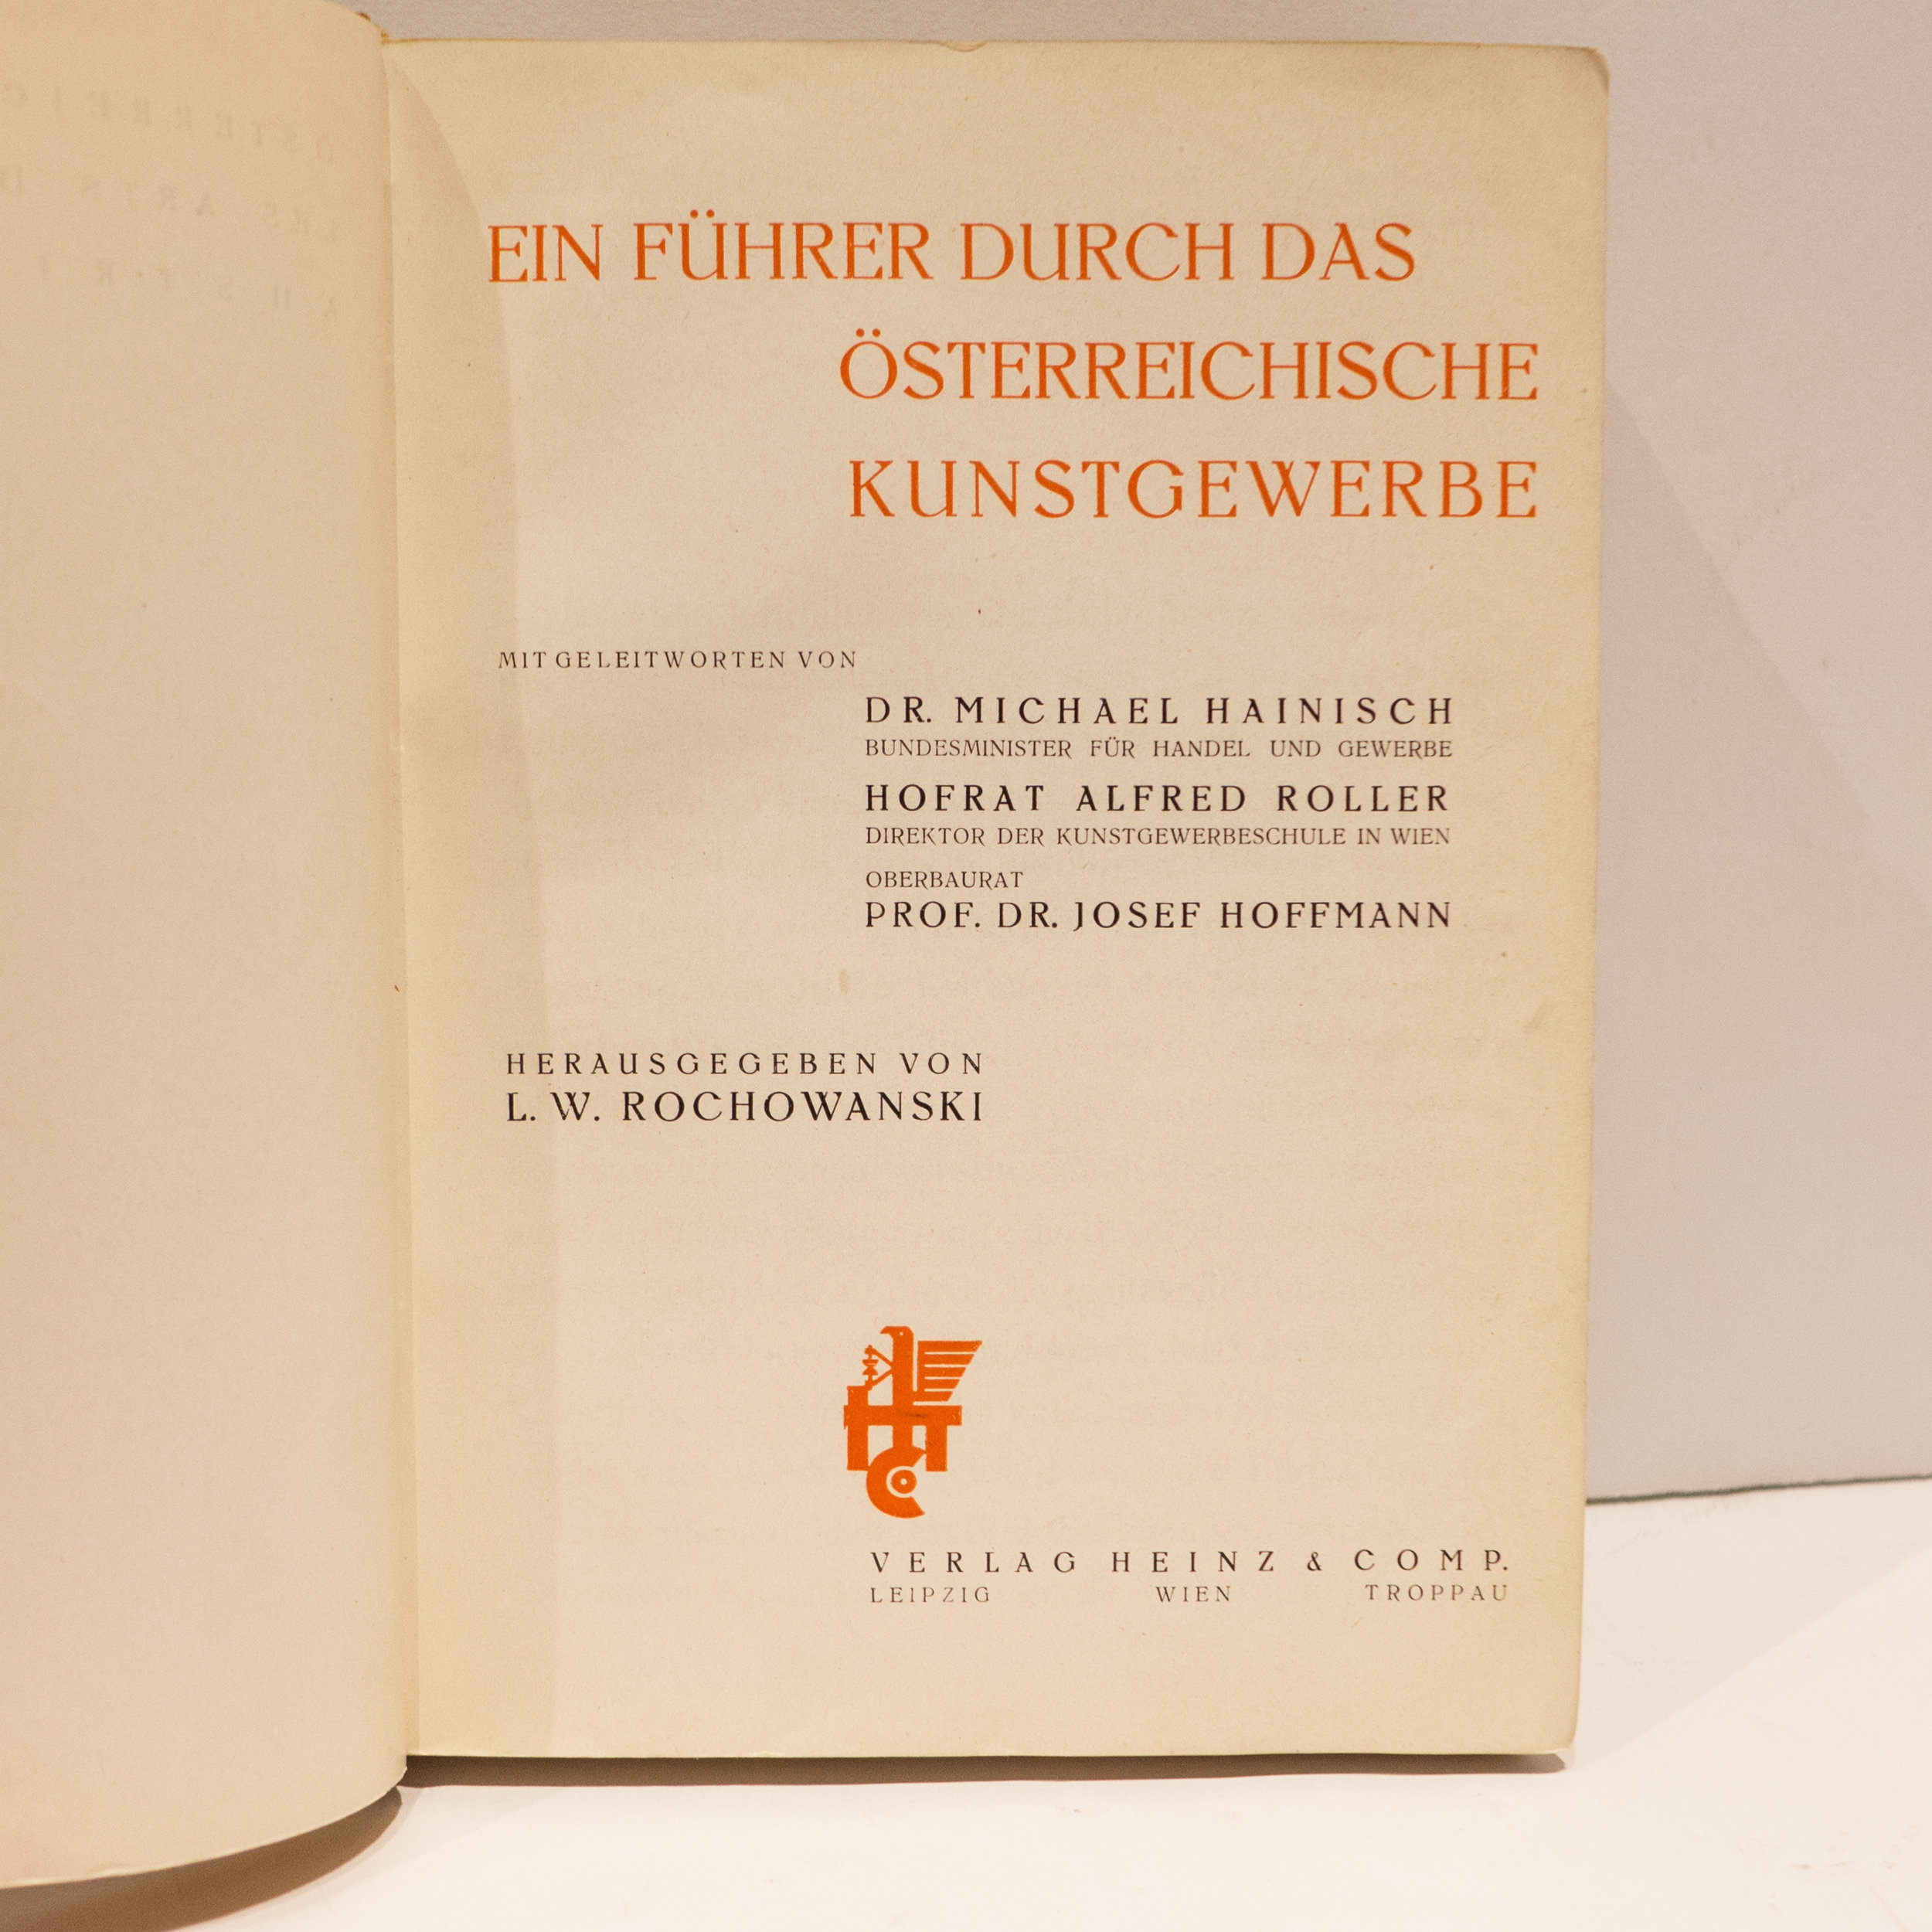 EIN FÜHRER DURCH DAS
ÖSTERREICHISCHE
KUNSTGEWERBE
MIT GELEITWORTEN VON
DR. MICHAEL HAINISCH
BUNDESMINISTER FÜR HANDEL UND GEWERBE
HOFRAT ALFRED ROLLER
DIREKTOR DER KUNSTGEWERBESCHULE IN WIEN
OBERBAURAT
PROF. DR. JOSEF HOFFMANN
HERAUSGEGEBEN VON
L. W. ROCHOWANSKI
VERLAG HEINZ & COMP.
LEIPZIG WIEN TROPPAU